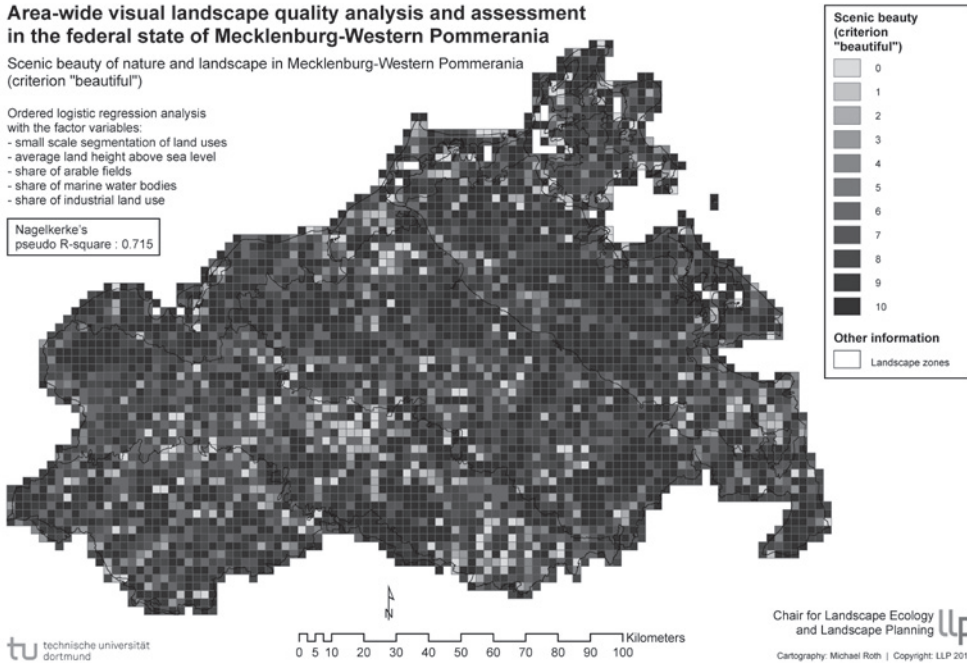 Area-wide visual landscape quality analysis and assessment
in the federal state of Mecklenburg-Western Pommerania
Scenic beauty of nature and landscape in Mecklenburg-Western Pommerania
(criterion "beautiful")
Ordered logistic regression analysis
with the factor variables:
- small scale segmentation of land uses
- average land height above sea level
- share of arable fields
- share of marine water bodies
- share of industrial land use
Nagelkerke's
pseudo R-square : 0.715
Scenic beauty
(criterion
"beautiful")
0
1
2
3
4
5
6
7
8
9
10
Other information
Landscape zones
N
Kilometers
0 5 10 20 30 40 50 60 70 80 90 100
tu technische universität
dortmund
Chair for Landscape Ecology
and Landscape Planning
llp
Cartography: Michael Roth | Copyright: LLP 201